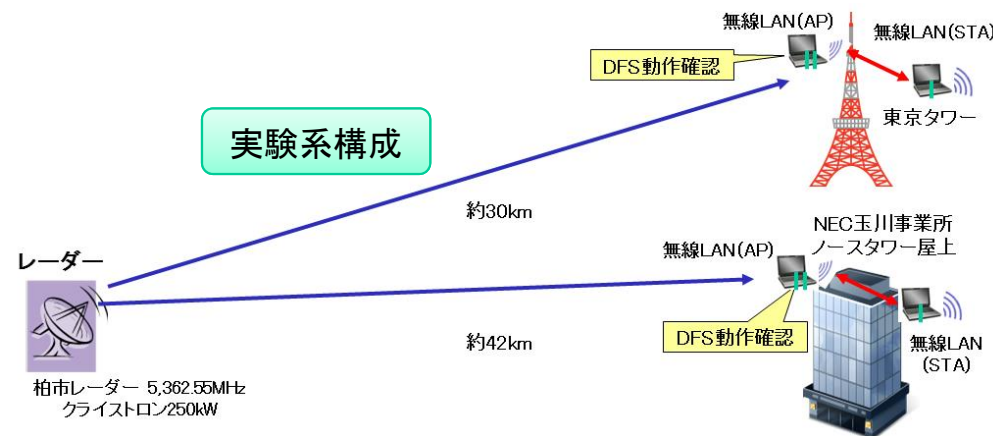 無線LAN(AP)
無線LAN(STA)
DFS動作確認
東京タワー
実験系構成
約30km
NEC玉川事業所
ノースタワー屋上
無線LAN(AP)
レーダー
DFS動作確認
約42km
無線LAN
(STA)
柏市レーダー 5,362.55MHz
クライストロン250kW